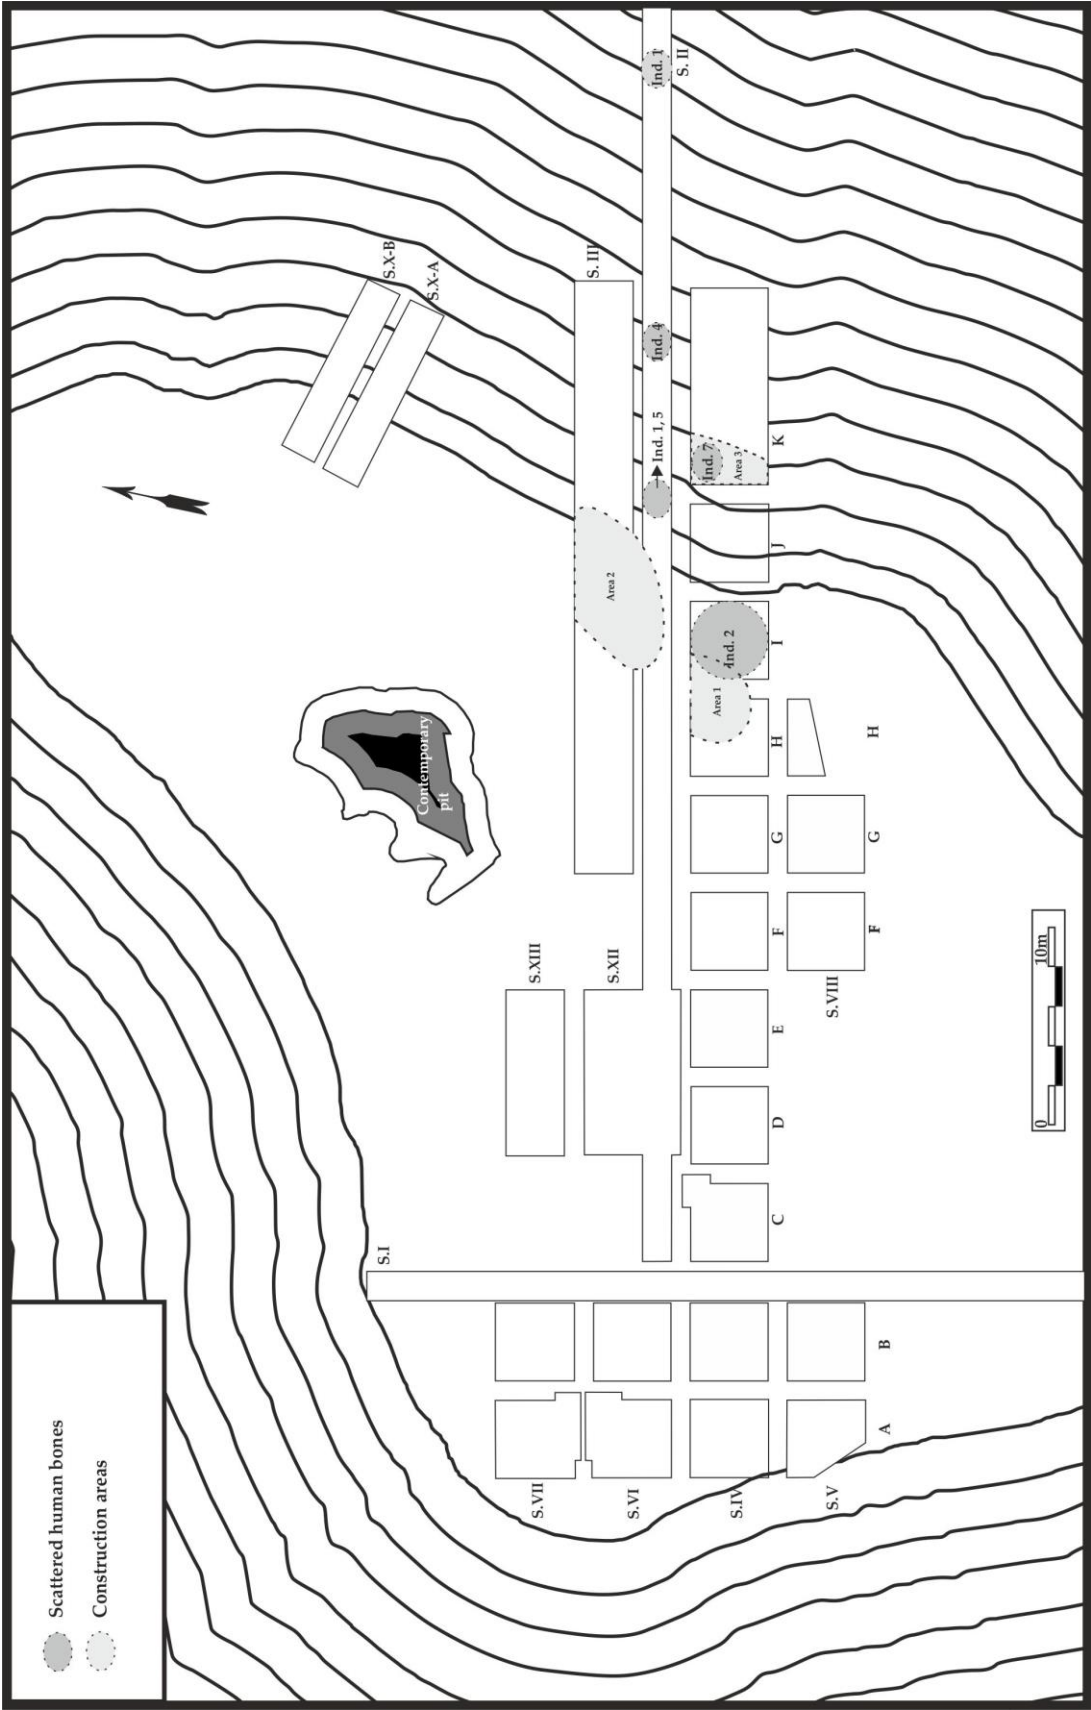 Scattered human bones
Construction areas
S.VII
S.VI
S.IV
S.V
A
B
S.I
C
D
E
F
G
H
I
J
K
S.VIII
F
G
H
S.XIII
S.XII
Contemporary
pit
Area 1
Ind. 2
Area 2
Area 3
Ind. 7
Ind. 1, 5
Ind. 4
Ind. 1
S. II
S. III
S.X-A
S.X-B
0
10m